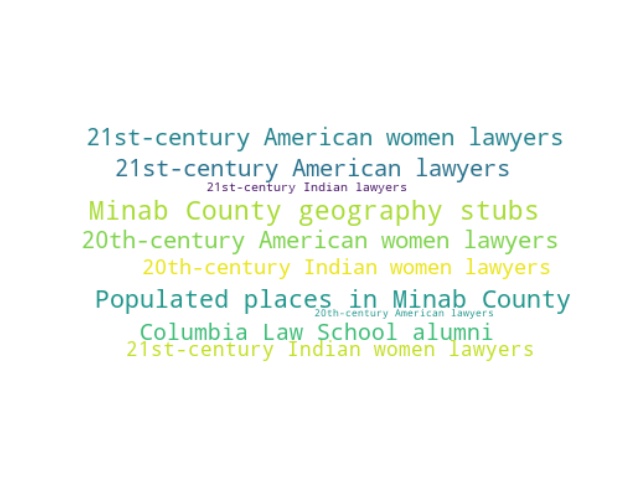 21st-century American women lawyers
21st-century American lawyers
21st-century Indian lawyers
Minab County geography stubs
20th-century American women lawyers
20th-century Indian women lawyers
Populated places in Minab County
20th-century American lawyers
Columbia Law School alumni
21st-century Indian women lawyers